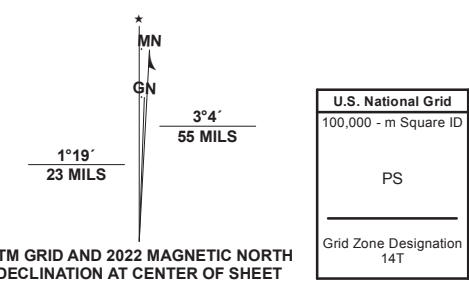 ★
MN
GN
3°4´
55 MILS
1°19´
23 MILS
TM GRID AND 2022 MAGNETIC NORTH
DECLINATION AT CENTER OF SHEET
U.S. National Grid
100,000 - m Square ID
PS
Grid Zone Designation
14T